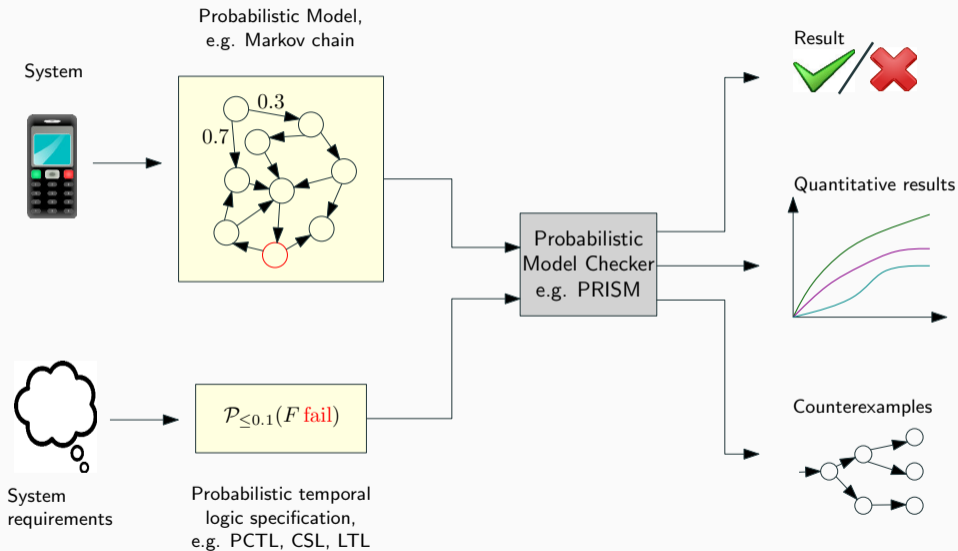 Probabilistic Model,
e.g. Markov chain
System
0.3
0.7
Result
Quantitative results
Probabilistic
Model Checker
e.g. PRISM
𝒫≤0.1(F fail)
Counterexamples
System
requirements
Probabilistic temporal
logic specification,
e.g. PCTL, CSL, LTL